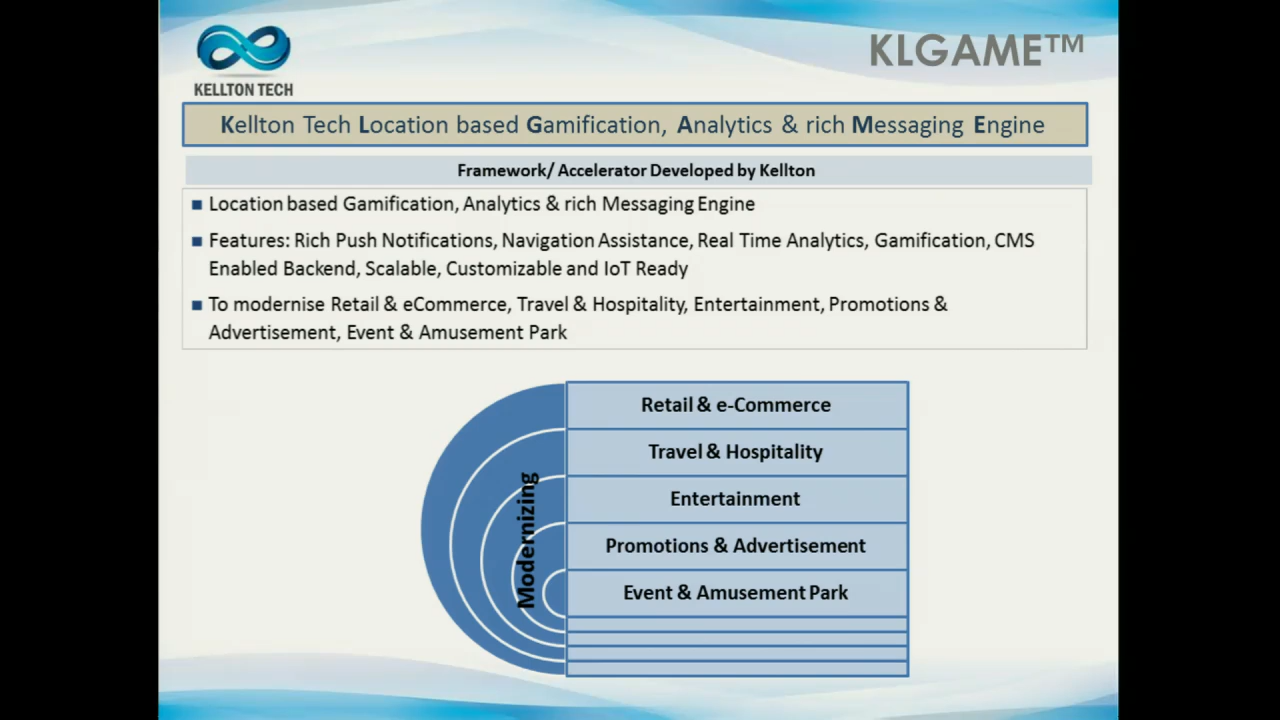 KELLTON TECH
KLGAME™
Kellton Tech Location based Gamification, Analytics & rich Messaging Engine
Framework/ Accelerator Developed by Kellton
■ Location based Gamification, Analytics & rich Messaging Engine
■ Features: Rich Push Notifications, Navigation Assistance, Real Time Analytics, Gamification, CMS
Enabled Backend, Scalable, Customizable and IoT Ready
■ To modernise Retail & eCommerce, Travel & Hospitality, Entertainment, Promotions &
Advertisement, Event & Amusement Park
Modernizing
Retail & e-Commerce
Travel & Hospitality
Entertainment
Promotions & Advertisement
Event & Amusement Park